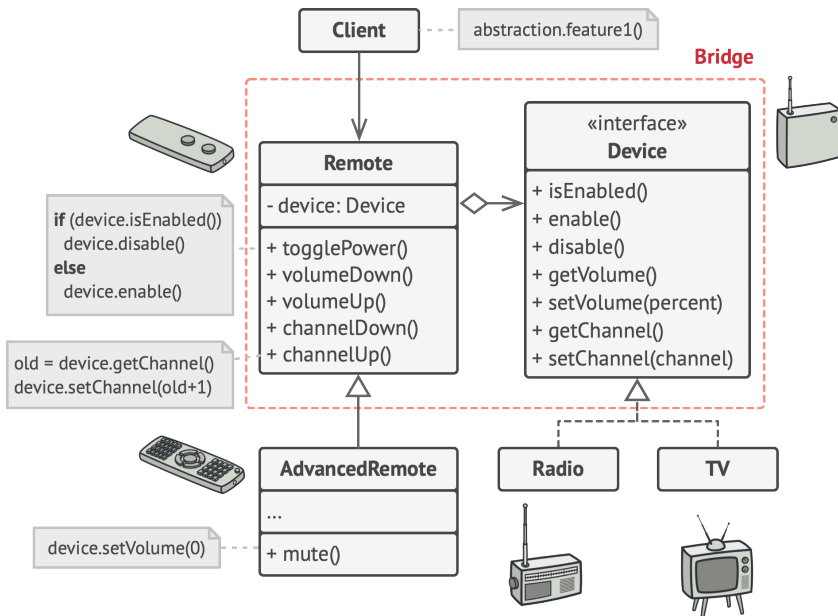 Client
abstraction.feature1()
Bridge
Remote
- device: Device
+ togglePower()
+ volumeDown()
+ volumeUp()
+ channelDown()
+ channelUp()
«interface»
Device
+ isEnabled()
+ enable()
+ disable()
+ getVolume()
+ setVolume(percent)
+ getChannel()
+ setChannel(channel)
if (device.isEnabled())
device.disable()
else
device.enable()
old = device.getChannel()
device.setChannel(old+1)
AdvancedRemote
...
+ mute()
device.setVolume(0)
Radio
TV